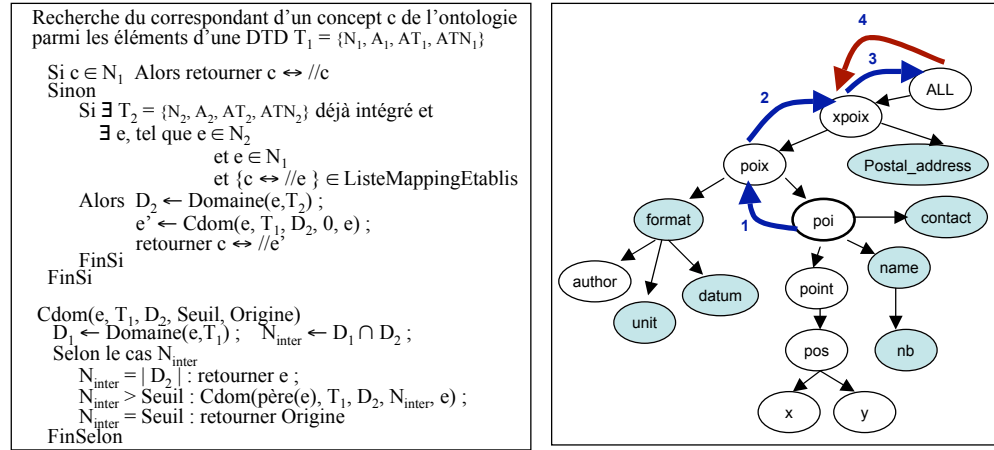 Recherche du correspondant d'un concept c de l'ontologie
parmi les éléments d'une DTD T1 = {N1, A1, AT1, ATN1}
Si c ∈ N1 Alors retourner c ↔ //c
Sinon
Si ∃ T2 = {N2, A2, AT2, ATN2} déjà intégré et
∃ e, tel que e ∈ N2
et e ∈ N1
et {c ↔ //e } ∈ ListeMappingEtablis
Alors D2 ← Domaine(e,T2) ;
e' ← Cdom(e, T1, D2, 0, e) ;
retourner c ↔ //e'
FinSi
FinSi
Cdom(e, T1, D2, Seuil, Origine)
D1 ← Domaine(e,T1) ; Ninter ← D1 ∩ D2 ;
Selon le cas Ninter
Ninter = | D2 | : retourner e ;
Ninter > Seuil : Cdom(père(e), T1, D2, Ninter, e) ;
Ninter = Seuil : retourner Origine
FinSelon
4
3
ALL
2
xpoix
poix
Postal_address
format
1
poi
contact
author
datum
point
name
unit
pos
nb
x
y